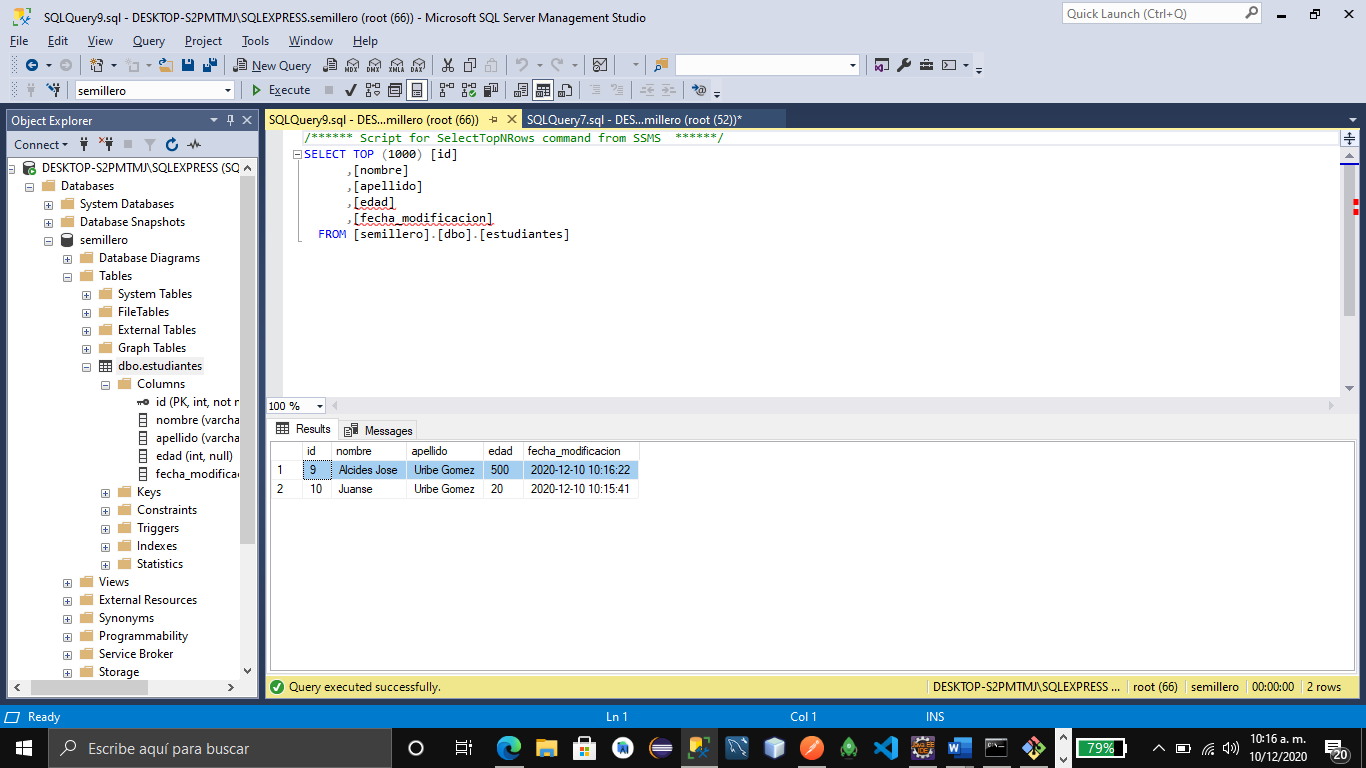 SQLQuery9.sql - DESKTOP-S2PMTMJ\SQLEXPRESS.semillero (root (66)) - Microsoft SQL Server Management Studio
Quick Launch (Ctrl+Q)
File Edit View Query Project Tools Window Help
New Query
MDX DMX XMLA DAX
semillero
Execute
Object Explorer
Connect
DESKTOP-S2PMTMJ\SQLEXPRESS (SQ
Databases
System Databases
Database Snapshots
semillero
Database Diagrams
Tables
System Tables
FileTables
External Tables
Graph Tables
dbo.estudiantes
Columns
id (PK, int, not n
nombre (varcha
apellido (varcha
edad (int, null)
fecha_modificac
Keys
Constraints
Triggers
Indexes
Statistics
Views
External Resources
Synonyms
Programmability
Service Broker
Storage
SQLQuery9.sql - DES...millero (root (66)) SQLQuery7.sql - DES...millero (root (52))*
/****** Script for SelectTopNRows command from SSMS  ******/
SELECT TOP (1000) [id]
,[nombre]
,[apellido]
,[edad]
,[fecha_modificacion]
FROM [semillero].[dbo].[estudiantes]
100 %
Results Messages
id nombre apellido edad fecha_modificacion
1 9 Alcides Jose Uribe Gomez 500 2020-12-10 10:16:22
2 10 Juanse Uribe Gomez 20 2020-12-10 10:15:41
Query executed successfully.
DESKTOP-S2PMTMJ\SQLEXPRESS ... root (66) semillero 00:00:00 2 rows
Ready Ln 1 Col 1 INS
Escribe aquí para buscar
79%
10:16 a. m.
10/12/2020
20